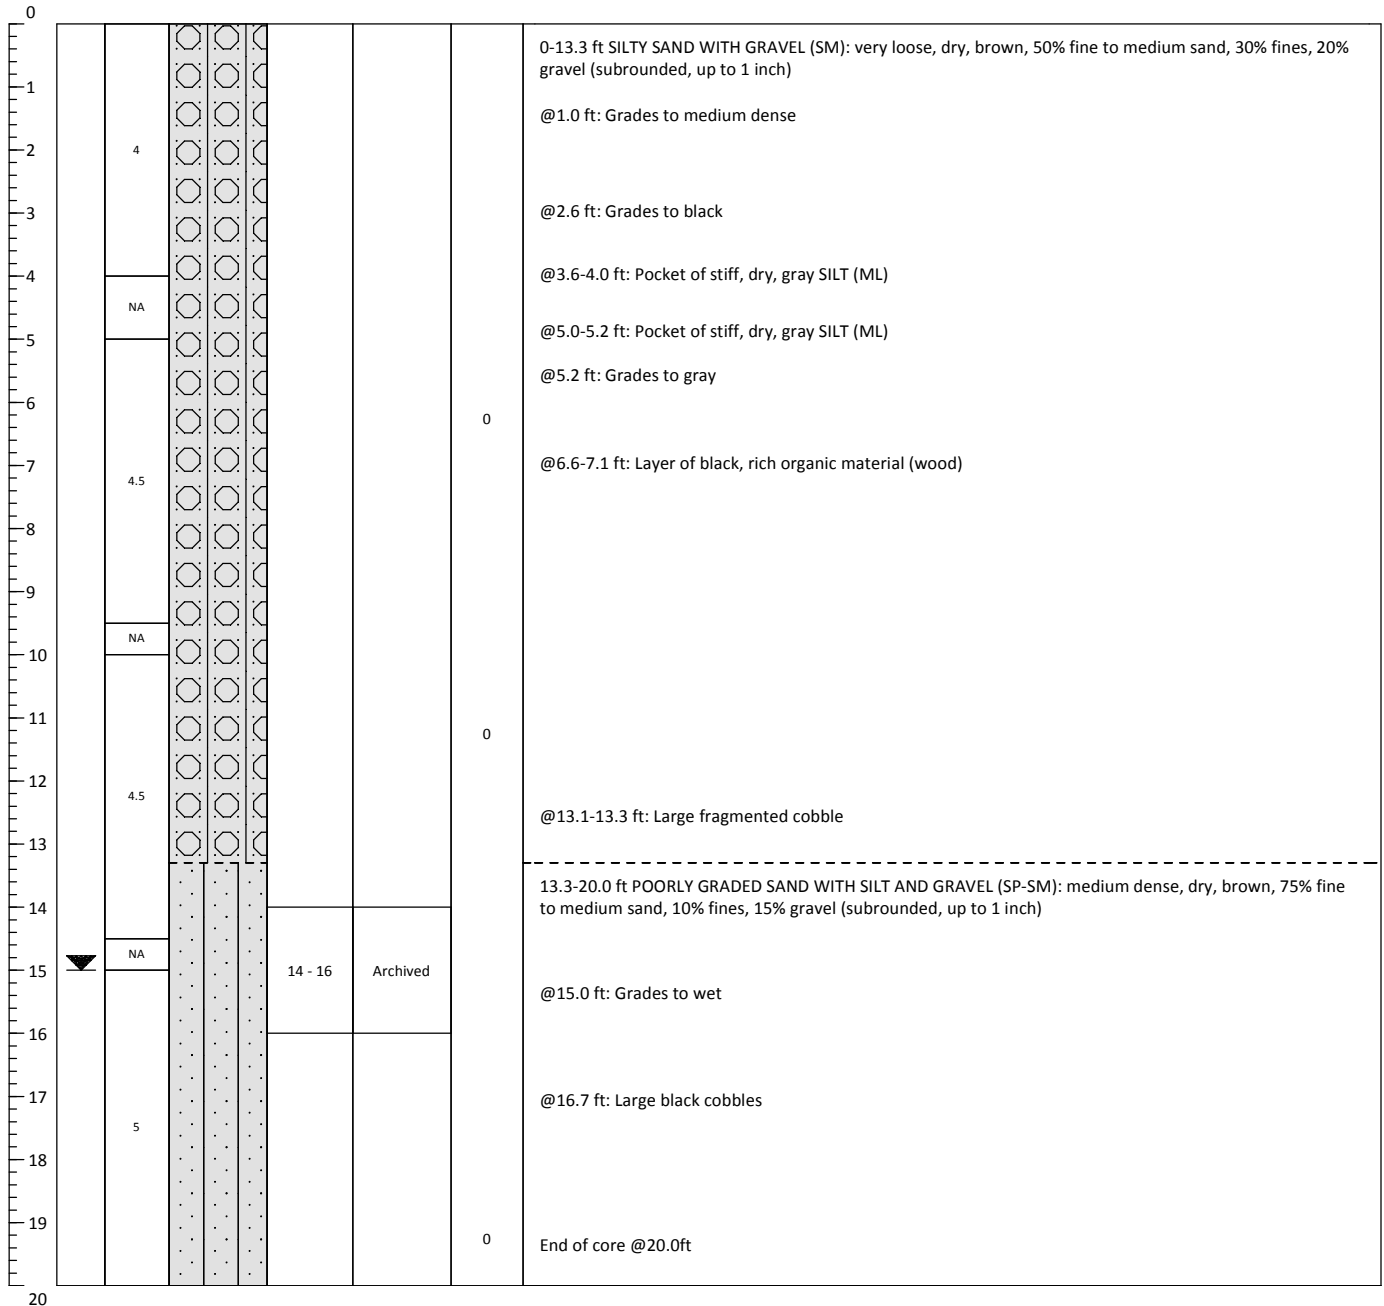 0
0-13.3 ft SILTY SAND WITH GRAVEL (SM): very loose, dry, brown, 50% fine to medium sand, 30% fines, 20%
gravel (subrounded, up to 1 inch)
1
@1.0 ft: Grades to medium dense
2
4
3
@2.6 ft: Grades to black
4
@3.6-4.0 ft: Pocket of stiff, dry, gray SILT (ML)
NA
5
@5.0-5.2 ft: Pocket of stiff, dry, gray SILT (ML)
@5.2 ft: Grades to gray
6
0
7
@6.6-7.1 ft: Layer of black, rich organic material (wood)
4.5
8
9
NA
10
11
0
12
4.5
@13.1-13.3 ft: Large fragmented cobble
13
13.3-20.0 ft POORLY GRADED SAND WITH SILT AND GRAVEL (SP-SM): medium dense, dry, brown, 75% fine
to medium sand, 10% fines, 15% gravel (subrounded, up to 1 inch)
14
NA
15
14 - 16
Archived
@15.0 ft: Grades to wet
16
17
@16.7 ft: Large black cobbles
5
18
19
0
End of core @20.0ft
20